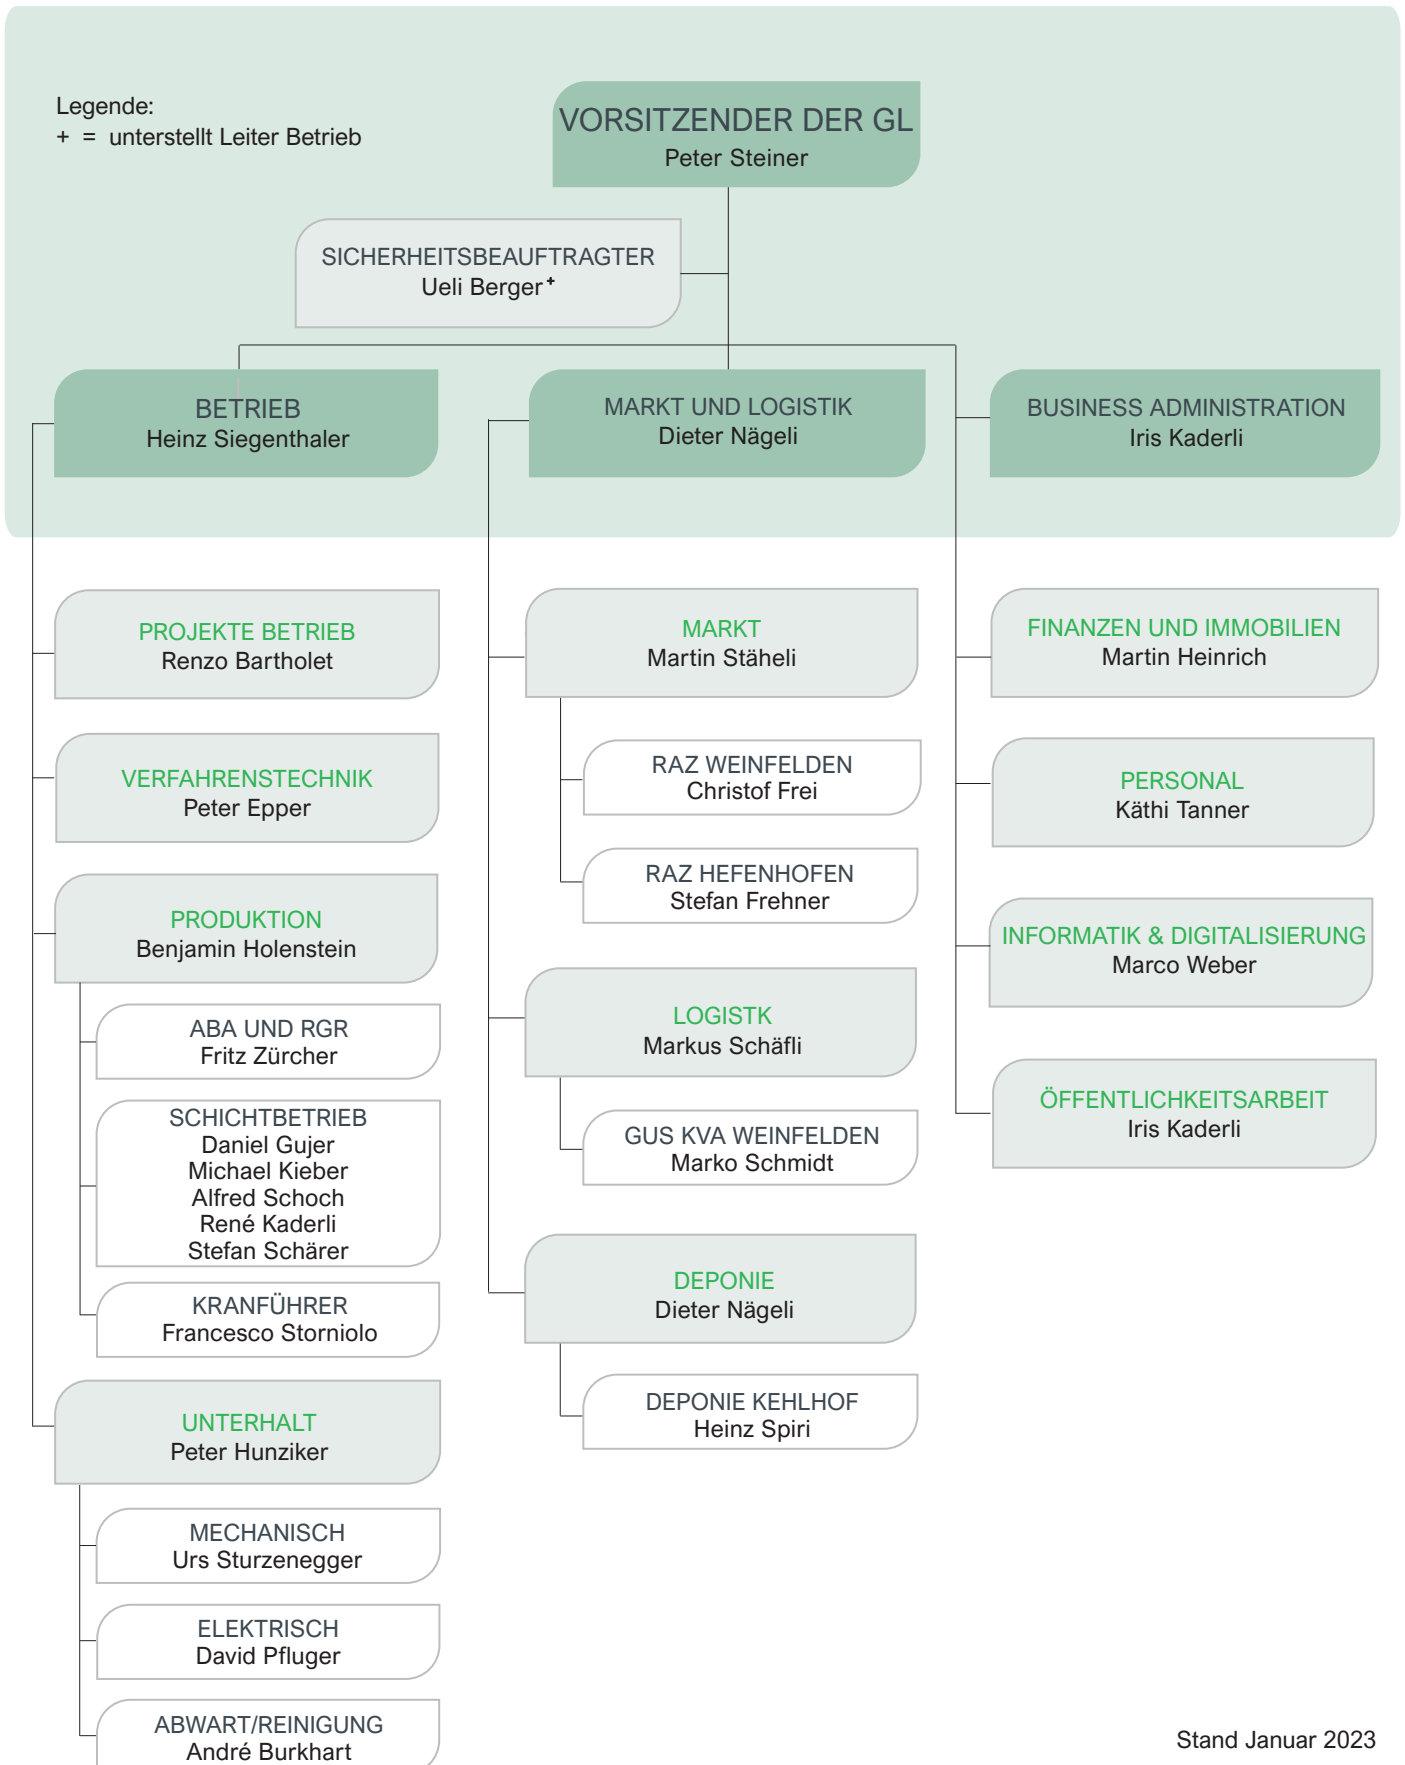 Legende:
+ = unterstellt Leiter Betrieb
VORSITZENDER DER GL
Peter Steiner
SICHERHEITSBEAUFTRAGTER
Ueli Berger+
BETRIEB
Heinz Siegenthaler
MARKT UND LOGISTIK
Dieter Nägeli
BUSINESS ADMINISTRATION
Iris Kaderli
PROJEKTE BETRIEB
Renzo Bartholet
VERFAHRENSTECHNIK
Peter Epper
PRODUKTION
Benjamin Holenstein
ABA UND RGR
Fritz Zürcher
SCHICHTBETRIEB
Daniel Gujer
Michael Kieber
Alfred Schoch
René Kaderli
Stefan Schärer
KRANFÜHRER
Francesco Storniolo
UNTERHALT
Peter Hunziker
MECHANISCH
Urs Sturzenegger
ELEKTRISCH
David Pfluger
ABWART/REINIGUNG
André Burkhart
MARKT
Martin Stäheli
RAZ WEINFELDEN
Christof Frei
RAZ HEFENHOFEN
Stefan Frehner
LOGISTK
Markus Schäfli
GUS KVA WEINFELDEN
Marko Schmidt
DEPONIE
Dieter Nägeli
DEPONIE KEHLHOF
Heinz Spiri
FINANZEN UND IMMOBILIEN
Martin Heinrich
PERSONAL
Käthi Tanner
INFORMATIK & DIGITALISIERUNG
Marco Weber
ÖFFENTLICHKEITSARBEIT
Iris Kaderli
Stand Januar 2023